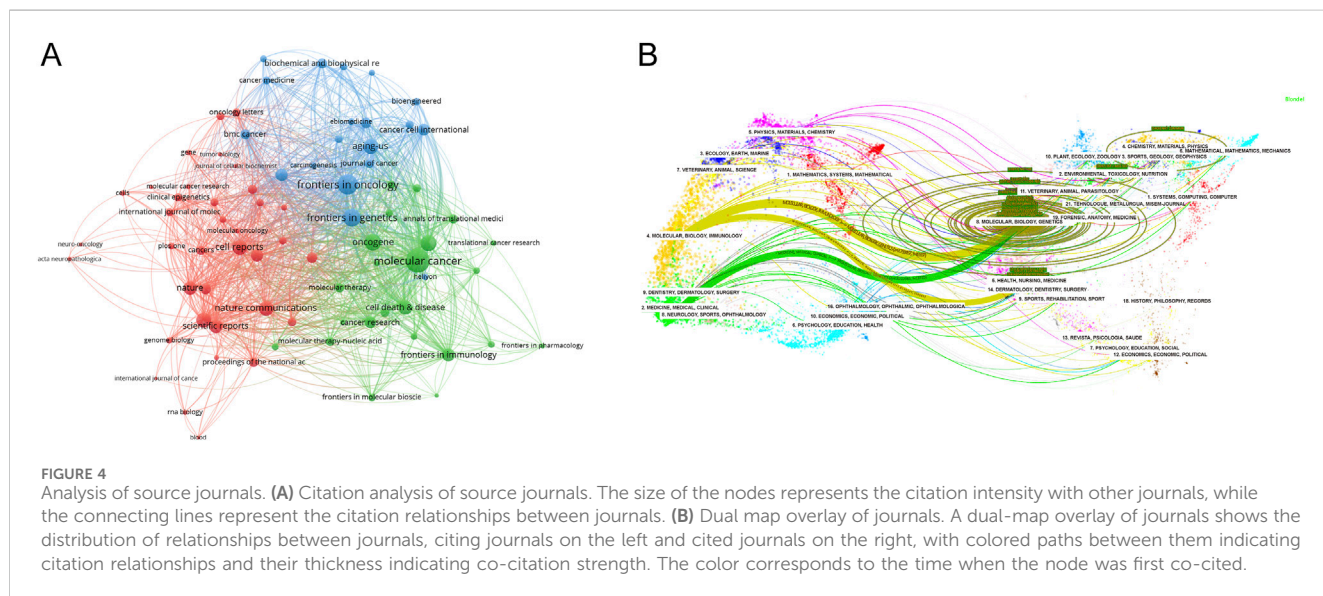 A
biochemical and biophysical re
cancer medicine
bioengineered
oncology letters
ebiomedicine
cancer cell international
bmc cancer
aging-us
gene
tumor biology
carcinogenesis
journal of cancer
journal of cellular biochemist
frontiers in oncology
molecular cancer research
cells
clinical epigenetics
international journal of molec
frontiers in genetics
annals of translational medici
molecular oncology
neuro-oncology
plos one
cancers
cell reports
oncogene
translational cancer research
acta neuropathologica
molecular cancer
heliyon
nature
molecular therapy
nature communications
cell death & disease
scientific reports
cancer research
genome biology
molecular therapy-nucleic acid
frontiers in immunology
frontiers in pharmacology
proceedings of the national ac
international journal of cance
frontiers in molecular bioscie
rna biology
blood
B
5. PHYSICS, MATERIALS, CHEMISTRY
3. ECOLOGY, EARTH, MARINE
7. VETERINARY, ANIMAL, SCIENCE
1. MATHEMATICS, SYSTEMS, MATHEMATICAL
4. MOLECULAR, BIOLOGY, IMMUNOLOGY
9. DENTISTRY, DERMATOLOGY, SURGERY
2. MEDICINE, MEDICAL, CLINICAL
8. NEUROLOGY, SPORTS, OPHTHALMOLOGY
10. ECONOMICS, ECONOMIC, POLITICAL
6. PSYCHOLOGY, EDUCATION, HEALTH
4. CHEMISTRY, MATERIALS, PHYSICS
6. MATHEMATICAL, MATHEMATICS, MECHANICS
10. PLANT, ECOLOGY, ZOOLOGY
3. SPORTS, GEOLOGY, GEOPHYSICS
2. ENVIRONMENTAL, TOXICOLOGY, NUTRITION
11. VETERINARY, ANIMAL, PARASITOLOGY
1. SYSTEMS, COMPUTING, COMPUTER
21. TEHNOLOGUE, METALURGUA, MISEM-JOURNAL
19. FORENSIC, ANATOMY, MEDICINE
8. MOLECULAR, BIOLOGY, GENETICS
5. HEALTH, NURSING, MEDICINE
14. DERMATOLOGY, DENTISTRY, SURGERY
9. SPORTS, REHABILITATION, SPORT
16. OPHTHALMOLOGY, OPHTHALMIC, OPHTHALMOLOGICA
18. HISTORY, PHILOSOPHY, RECORDS
13. REVISTA, PSICOLOGIA, SAUDE
7. PSYCHOLOGY, EDUCATION, SOCIAL
12. ECONOMICS, ECONOMIC, POLITICAL
FIGURE 4
Analysis of source journals. (A) Citation analysis of source journals. The size of the nodes represents the citation intensity with other journals, while
the connecting lines represent the citation relationships between journals. (B) Dual map overlay of journals. A dual-map overlay of journals shows the
distribution of relationships between journals, citing journals on the left and cited journals on the right, with colored paths between them indicating
citation relationships and their thickness indicating co-citation strength. The color corresponds to the time when the node was first co-cited.